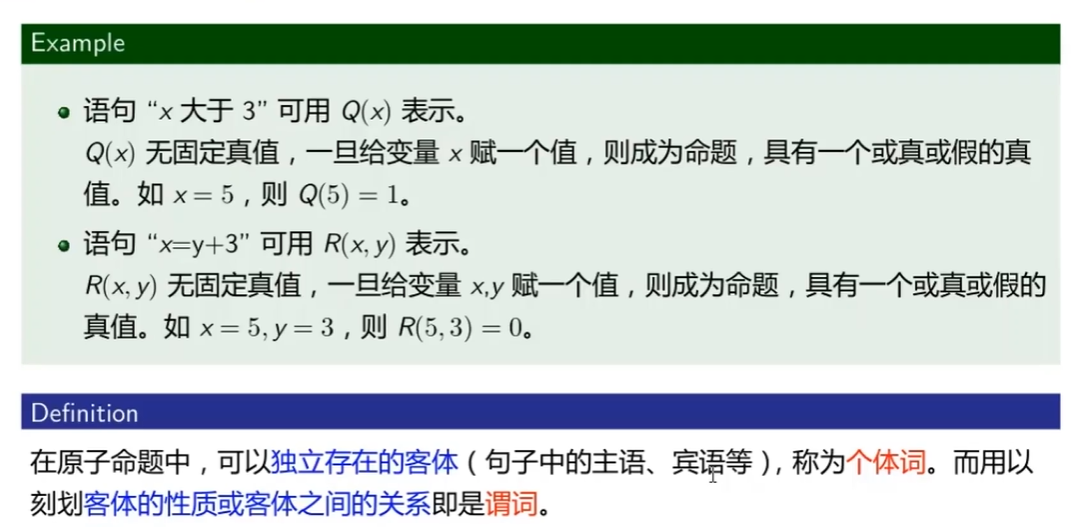 Example
语句 “x 大于 3” 可用 Q(x) 表示。
Q(x) 无固定真值，一旦给变量 x 赋一个值，则成为命题，具有一个或真或假的真
值。如 x = 5，则 Q(5) = 1。
语句 “x=y+3” 可用 R(x, y) 表示。
R(x, y) 无固定真值，一旦给变量 x,y 赋一个值，则成为命题，具有一个或真或假的
真值。如 x = 5, y = 3，则 R(5, 3) = 0。
Definition
在原子命题中，可以独立存在的客体（句子中的主语、宾语等），称为个体词。而用以
刻划客体的性质或客体之间的关系即是谓词。